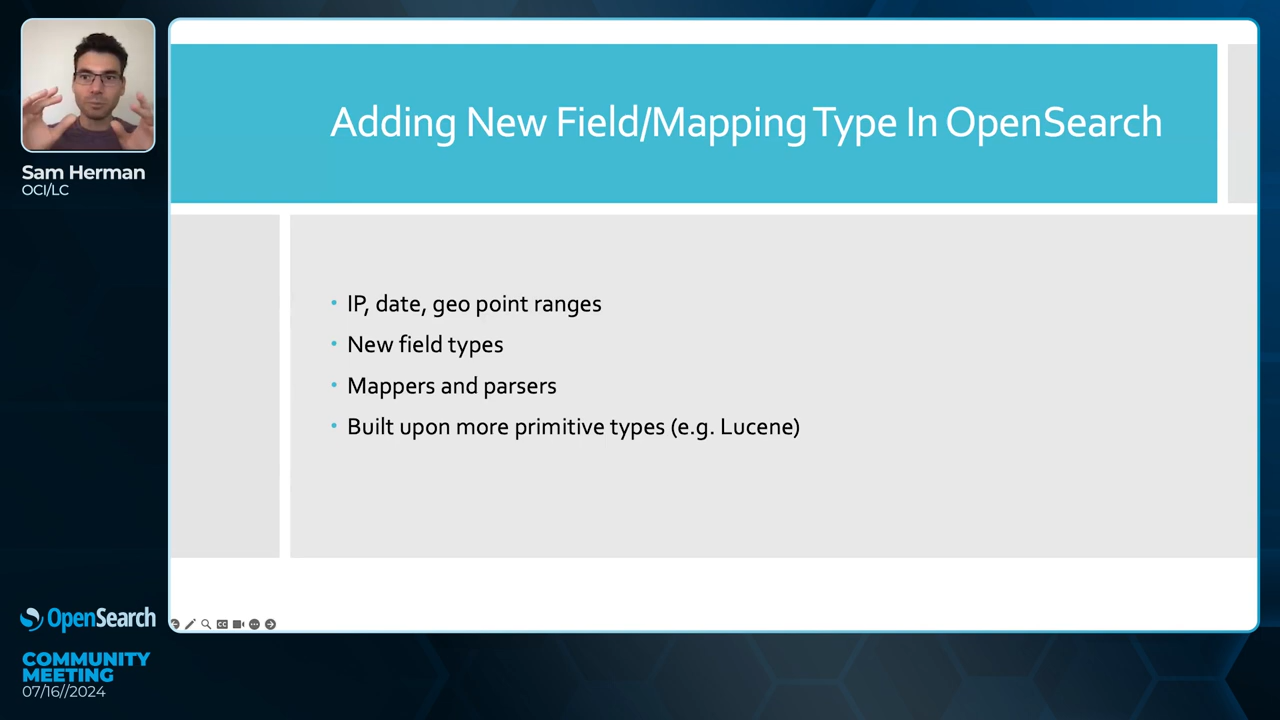 Sam Herman
OCI/LC
Adding New Field/Mapping Type In OpenSearch
• IP, date, geo point ranges
• New field types
• Mappers and parsers
• Built upon more primitive types (e.g. Lucene)
OpenSearch
COMMUNITY
MEETING
07/16//2024